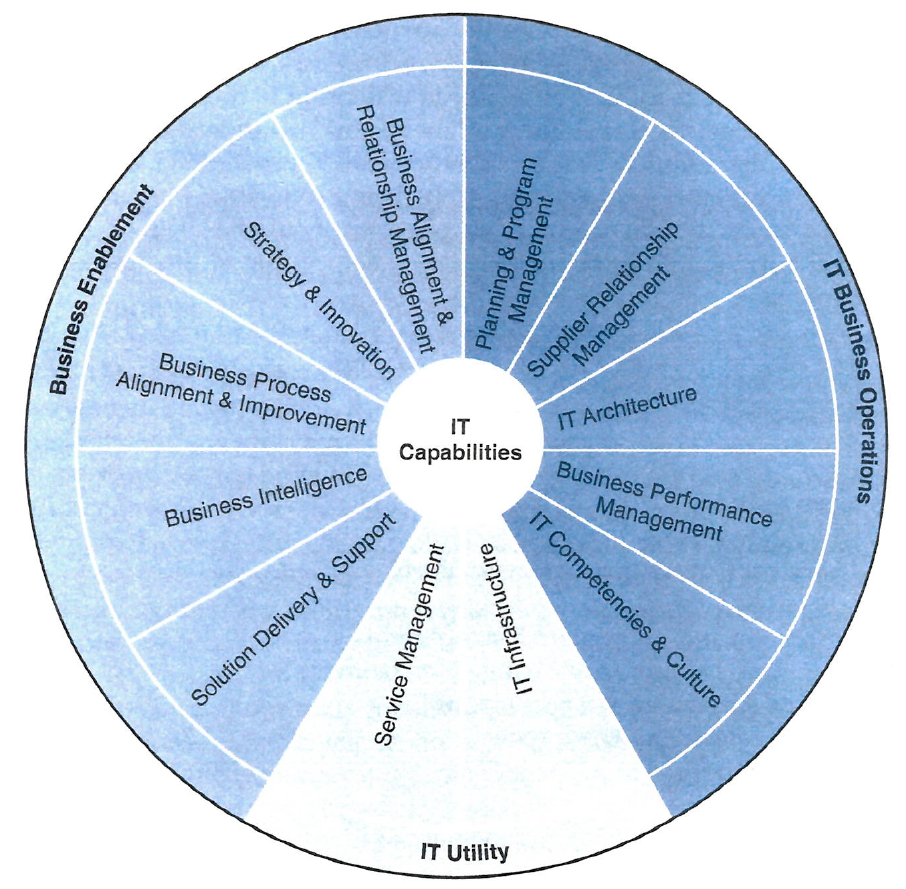 Business Enablement
IT Business Operations
IT Utility
IT
Capabilities
Business Alignment &
Relationship Management
Planning & Program
Management
Supplier Relationship
Management
IT Architecture
Business Performance
Management
IT Competencies & Culture
IT Infrastructure
Service Management
Solution Delivery & Support
Business Intelligence
Business Process
Alignment & Improvement
Strategy & Innovation